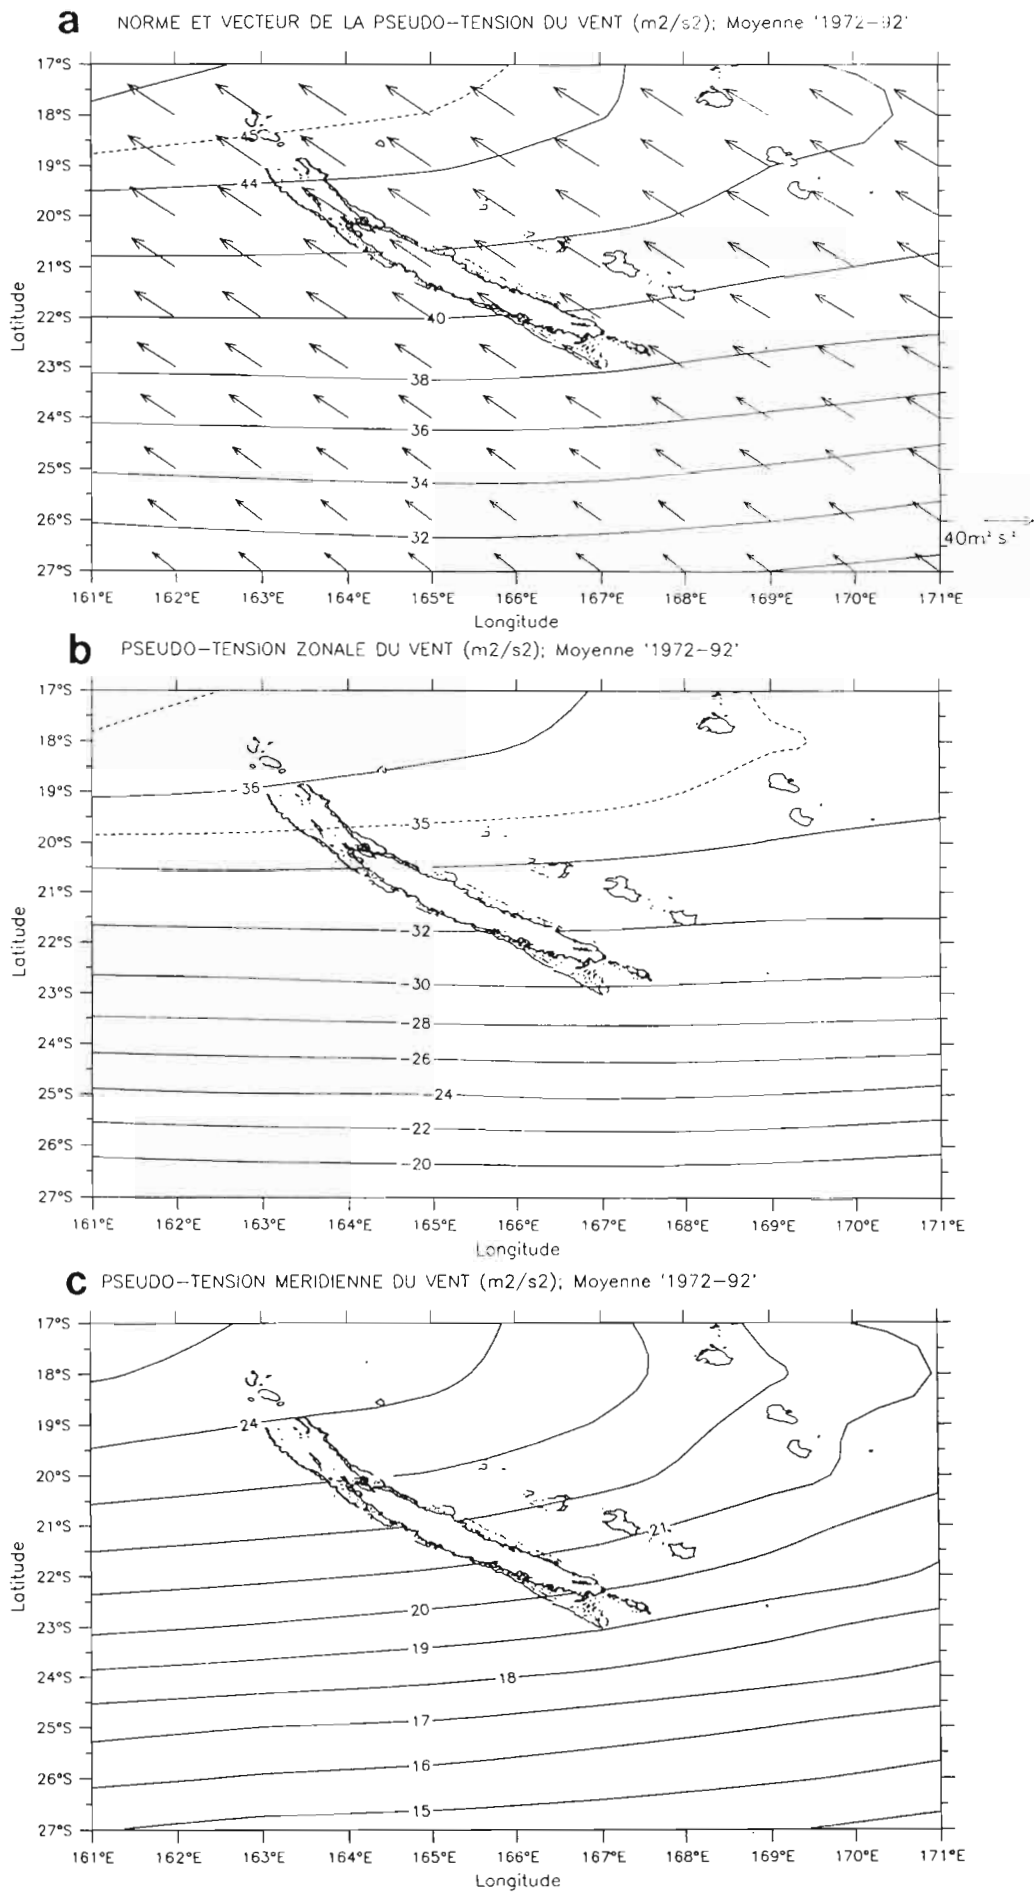 a NORME ET VECTEUR DE LA PSEUDO-TENSION DU VENT (m2/s2); Moyenne '1972-92'
17°S
18°S
45
19°S
44
20°S
21°S
22°S
40
23°S
38
24°S
36
25°S
34
26°S
32
40m² s⁻²
27°S
161°E 162°E 163°E 164°E 165°E 166°E 167°E 168°E 169°E 170°E 171°E
Longitude
Latitude
b PSEUDO-TENSION ZONALE DU VENT (m2/s2); Moyenne '1972-92'
17°S
18°S
19°S
36
-35
20°S
21°S
22°S
-32
23°S
-30
-28
24°S
-26
25°S
-24
-22
26°S
-20
27°S
161°E 162°E 163°E 164°E 165°E 166°E 167°E 168°E 169°E 170°E 171°E
Longitude
Latitude
c PSEUDO-TENSION MERIDIENNE DU VENT (m2/s2); Moyenne '1972-92'
17°S
18°S
19°S
24
20°S
21°S
21
22°S
20
23°S
19
24°S
18
17
25°S
16
26°S
15
27°S
161°E 162°E 163°E 164°E 165°E 166°E 167°E 168°E 169°E 170°E 171°E
Longitude
Latitude